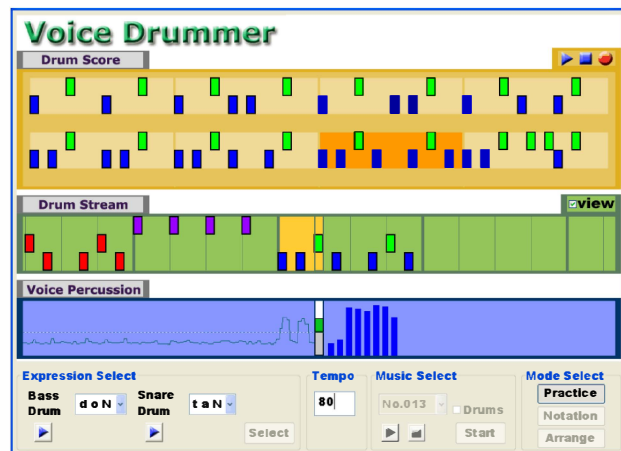 Voice Drummer
Drum Score
Drum Stream
view
Voice Percussion
Expression Select
Bass Drum
doN
Snare Drum
taN
Select
Tempo
80
Music Select
No.013
Drums
Start
Mode Select
Practice
Notation
Arrange